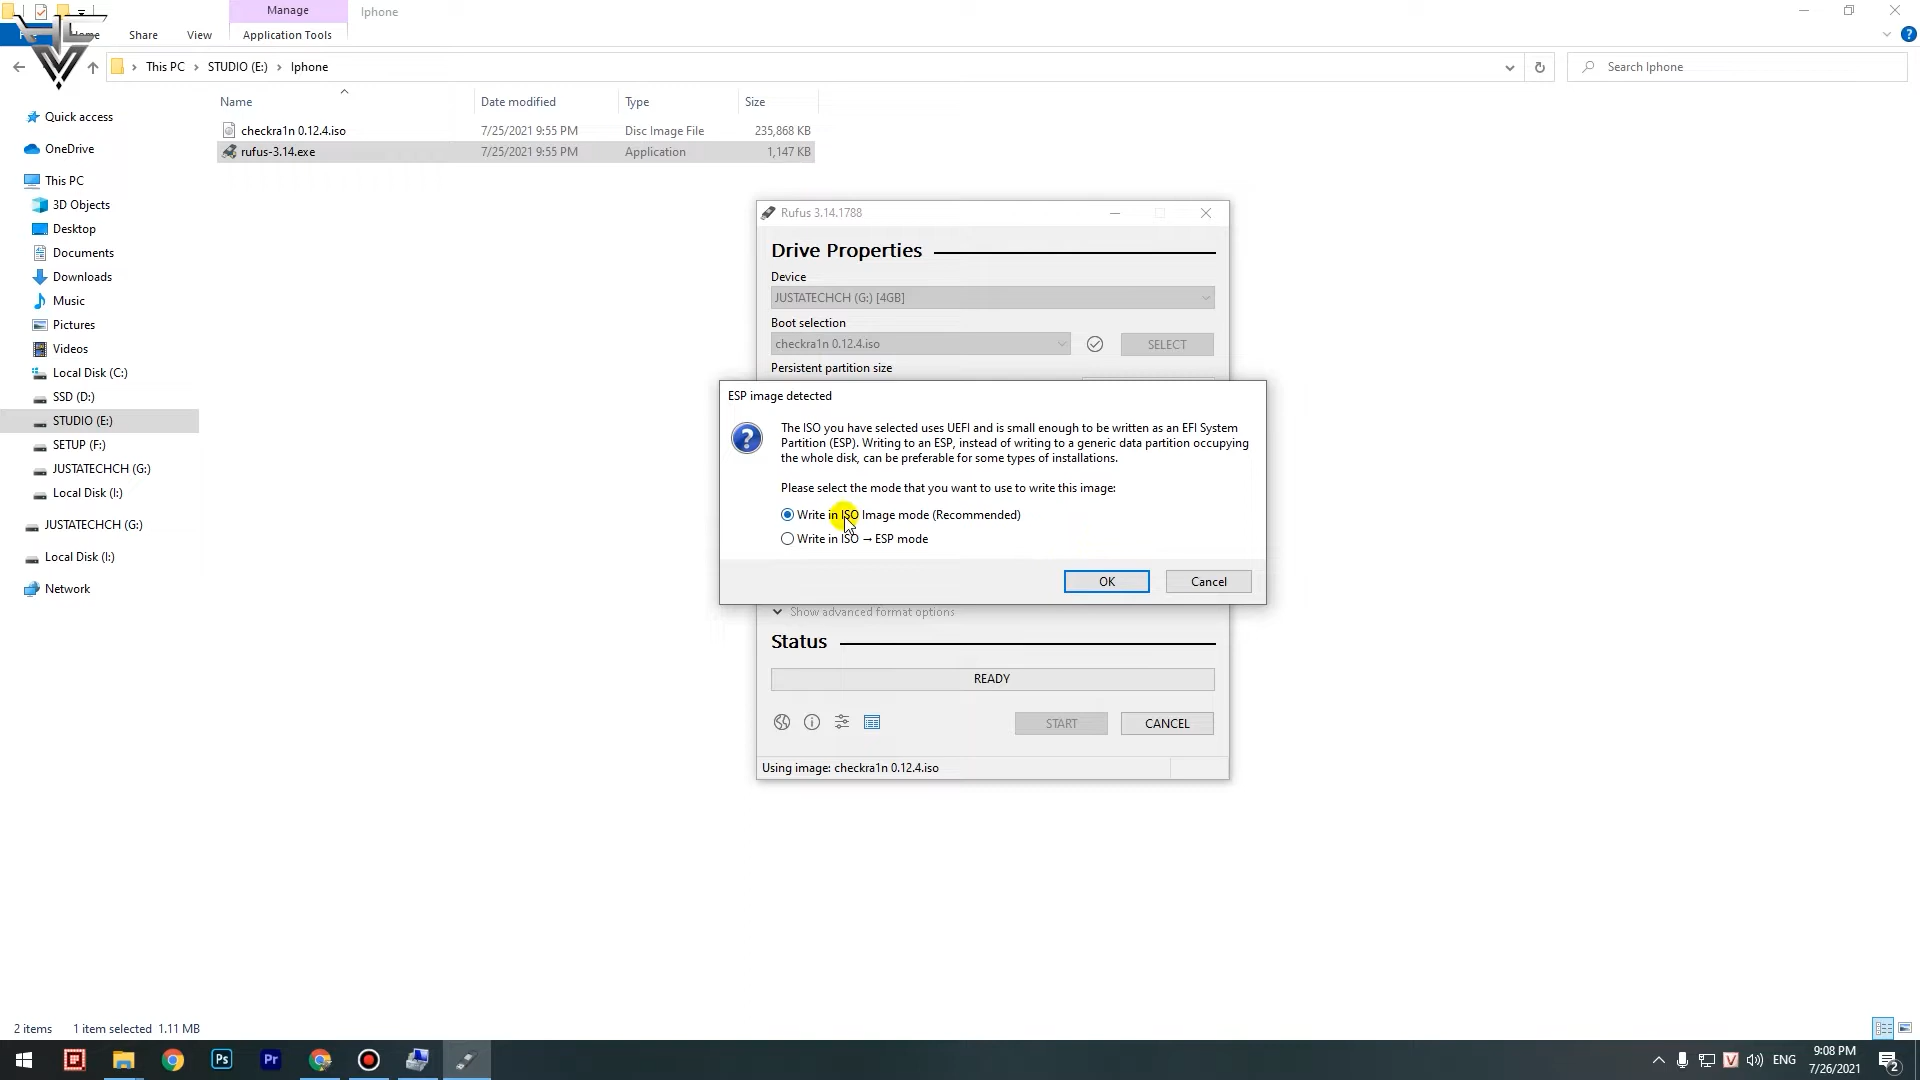 Manage
Iphone
Home
Share
View
Application Tools
This PC
STUDIO (E:)
Iphone
Search Iphone
Name
Date modified
Type
Size
checkra1n 0.12.4.iso
7/25/2021 9:55 PM
Disc Image File
235,868 KB
rufus-3.14.exe
7/25/2021 9:55 PM
Application
1,147 KB
Quick access
OneDrive
This PC
3D Objects
Desktop
Documents
Downloads
Music
Pictures
Videos
Local Disk (C:)
SSD (D:)
STUDIO (E:)
SETUP (F:)
JUSTATECHCH (G:)
Local Disk (I:)
JUSTATECHCH (G:)
Local Disk (I:)
Network
Rufus 3.14.1788
Drive Properties
Device
JUSTATECHCH (G:) [4GB]
Boot selection
checkra1n 0.12.4.iso
SELECT
Persistent partition size
ESP image detected
The ISO you have selected uses UEFI and is small enough to be written as an EFI System
Partition (ESP). Writing to an ESP, instead of writing to a generic data partition occupying
the whole disk, can be preferable for some types of installations.
Please select the mode that you want to use to write this image:
Write in ISO Image mode (Recommended)
Write in ISO → ESP mode
OK
Cancel
Show advanced format options
Status
READY
START
CANCEL
Using image: checkra1n 0.12.4.iso
2 items
1 item selected 1.11 MB
Ps
Pr
V
ENG
9:08 PM
7/26/2021
2